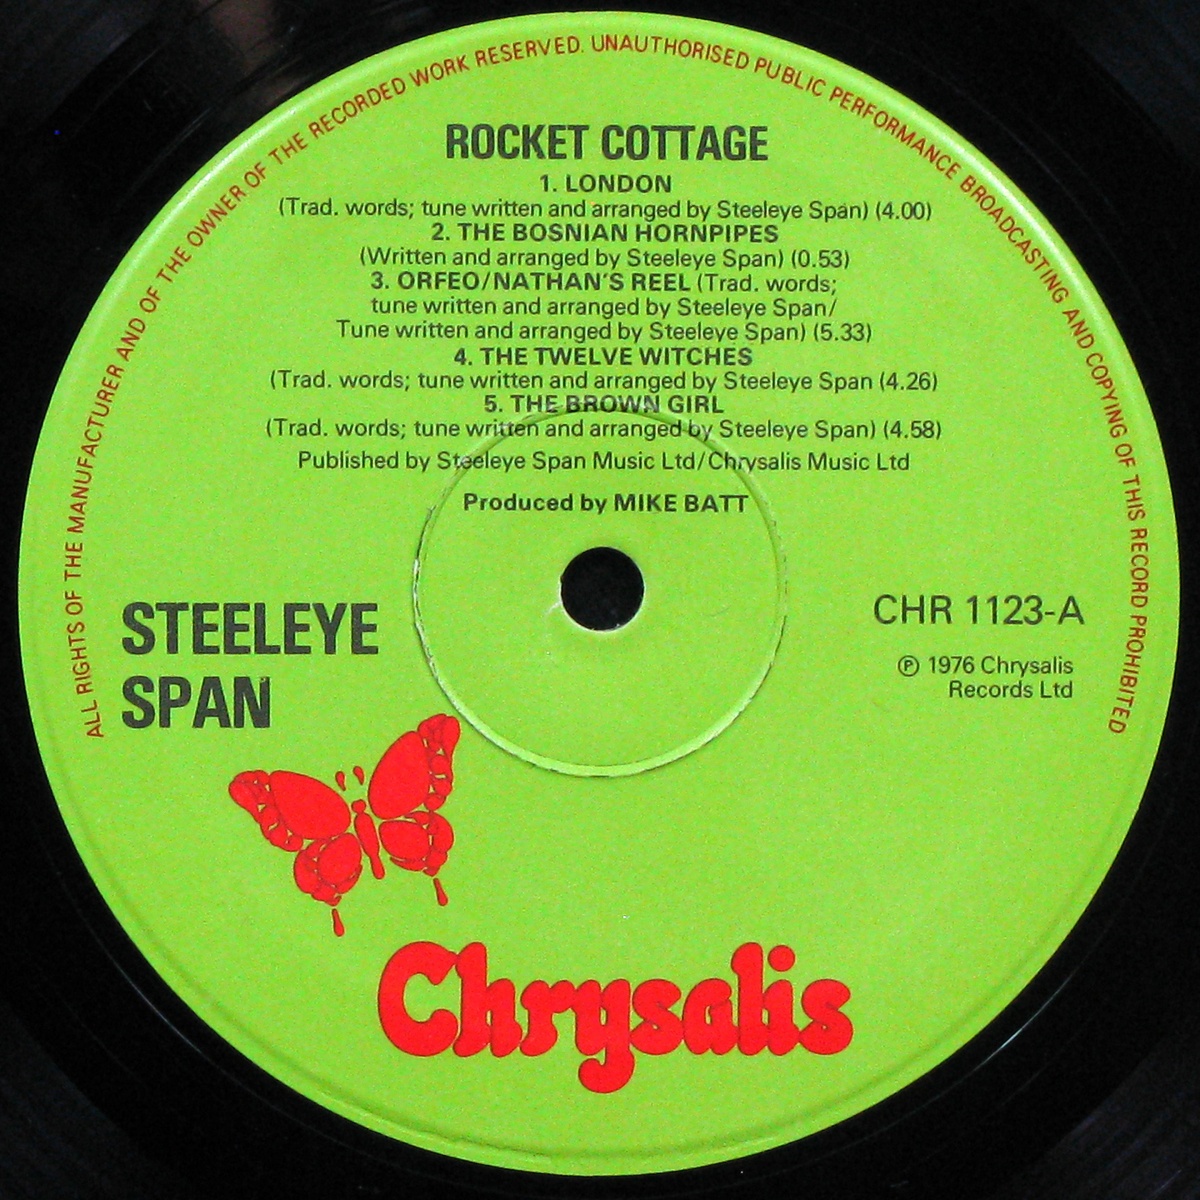 ALL RIGHTS OF THE MANUFACTURER AND OF THE OWNER OF THE RECORDED WORK RESERVED. UNAUTHORISED PUBLIC PERFORMANCE BROADCASTING AND COPYING OF THIS RECORD PROHIBITED
ROCKET COTTAGE
1. LONDON
(Trad. words; tune written and arranged by Steeleye Span) (4.00)
2. THE BOSNIAN HORNPIPES
(Written and arranged by Steeleye Span) (0.53)
3. ORFEO/NATHAN'S REEL (Trad. words;
tune written and arranged by Steeleye Span/
Tune written and arranged by Steeleye Span) (5.33)
4. THE TWELVE WITCHES
(Trad. words; tune written and arranged by Steeleye Span (4.26)
5. THE BROWN GIRL
(Trad. words; tune written and arranged by Steeleye Span) (4.58)
Published by Steeleye Span Music Ltd/Chrysalis Music Ltd
Produced by MIKE BATT
STEELEYE
SPAN
CHR 1123-A
℗ 1976 Chrysalis
Records Ltd
Chrysalis